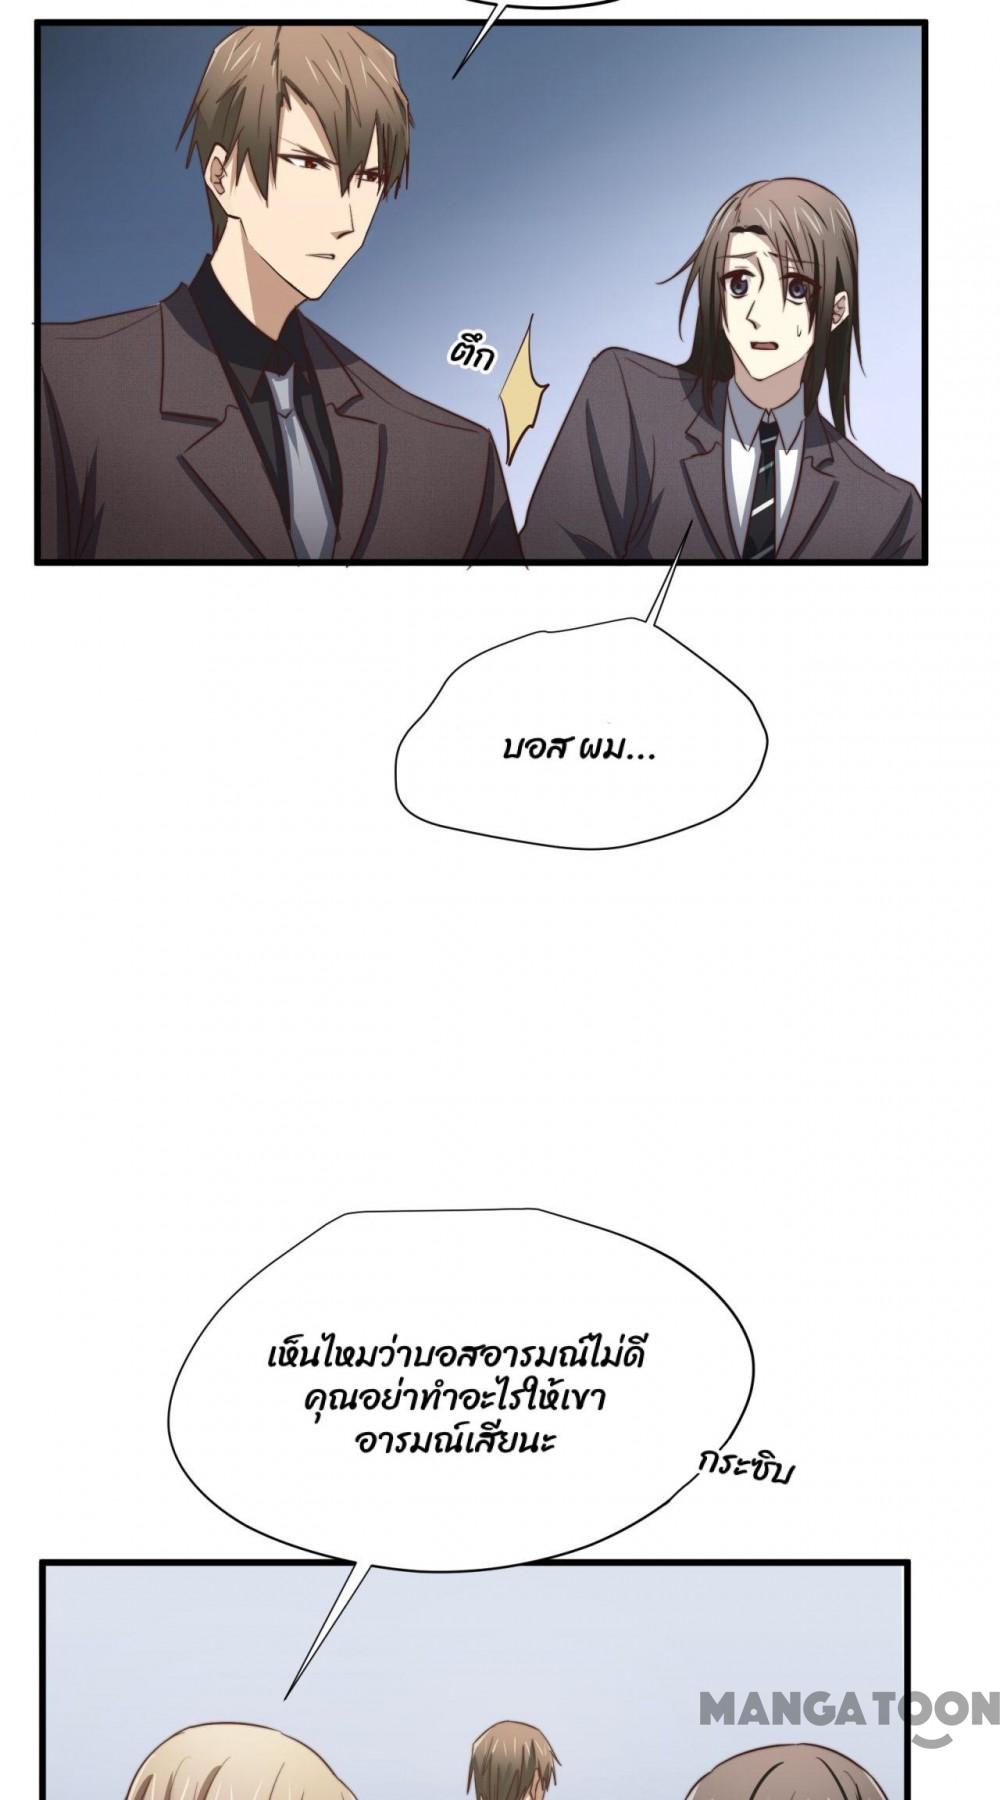 ตึก
บอส ผม...
เห็นไหมว่าบอสอารมณ์ไม่ดี
คุณอย่าทำอะไรให้เขา
อารมณ์เสียนะ
กระซิบ
MANGATOON